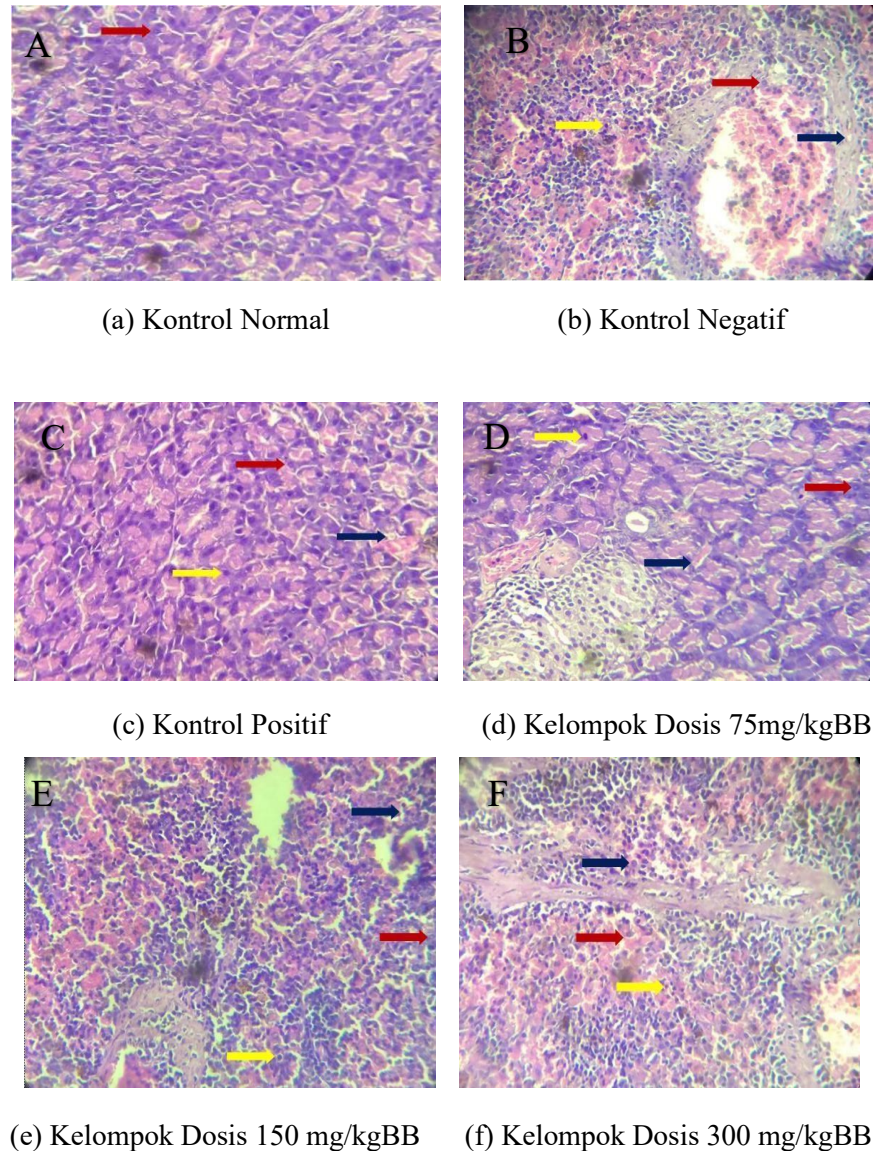 A
B
(a) Kontrol Normal
(b) Kontrol Negatif
C
D
(c) Kontrol Positif
(d) Kelompok Dosis 75mg/kgBB
E
F
(e) Kelompok Dosis 150 mg/kgBB
(f) Kelompok Dosis 300 mg/kgBB